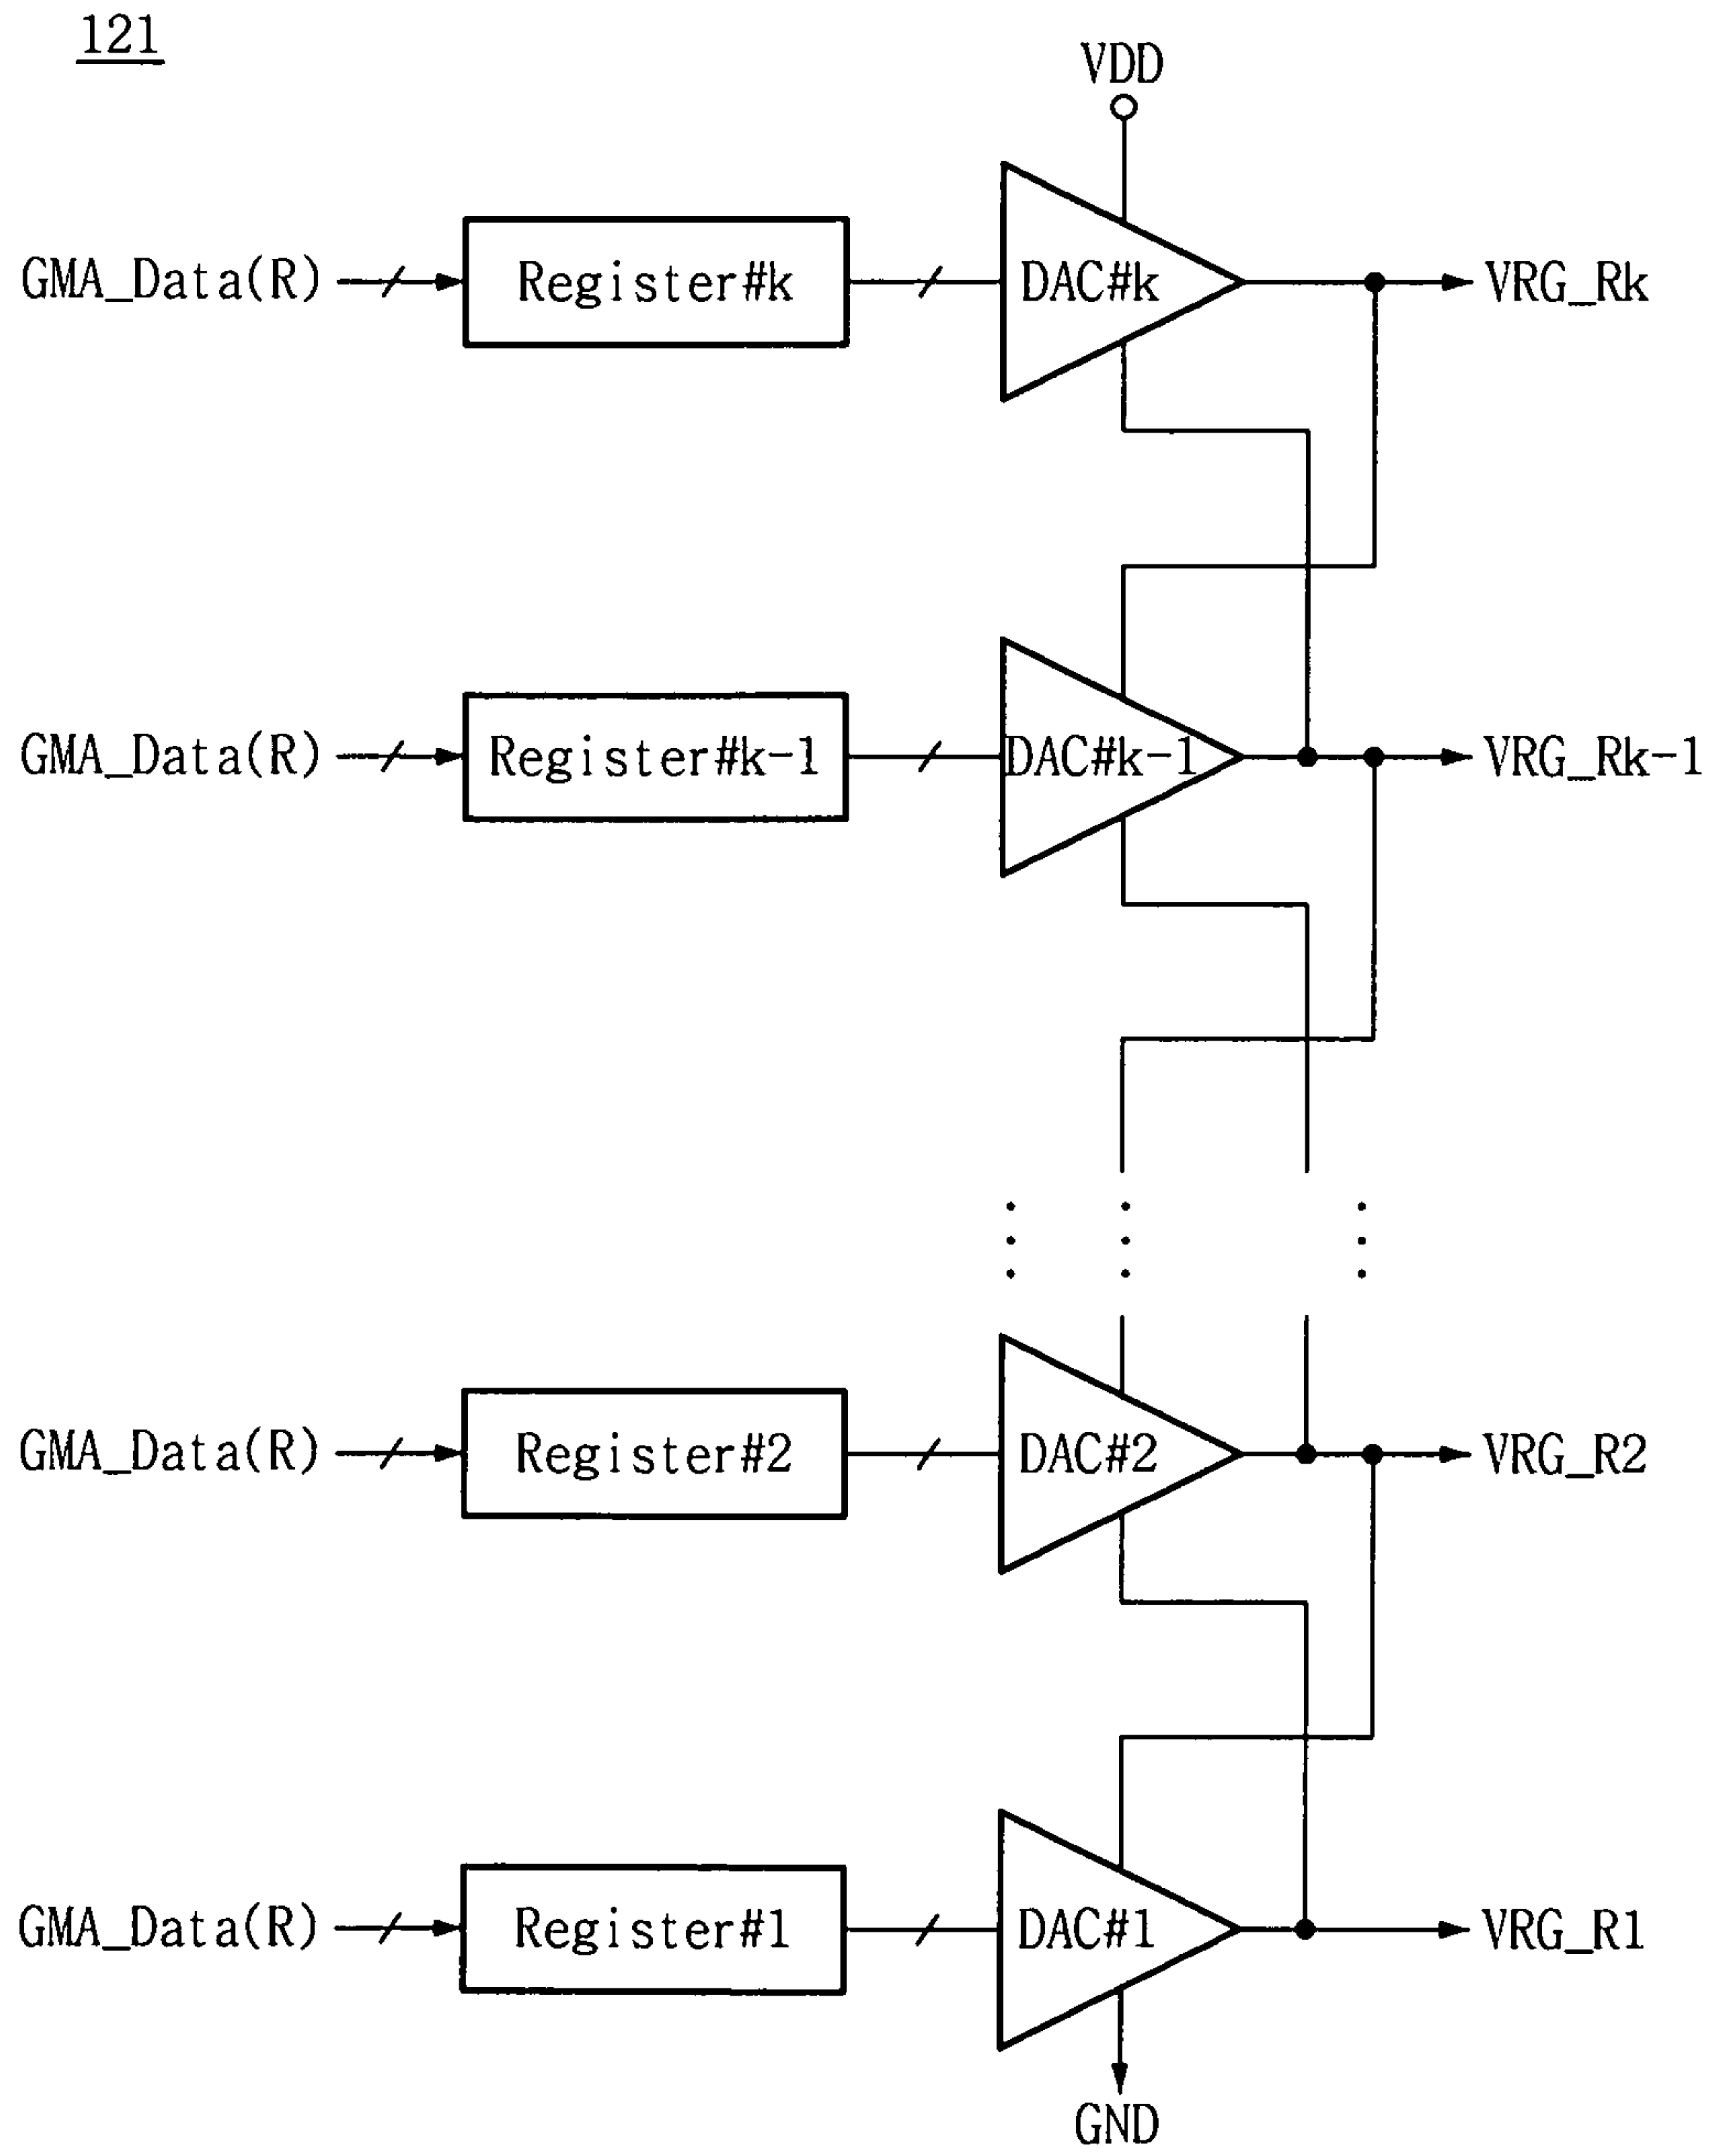 121
VDD
GMA_Data(R) Register#k DAC#k VRG_Rk
GMA_Data(R) Register#k-1 DAC#k-1 VRG_Rk-1
GMA_Data(R) Register#2 DAC#2 VRG_R2
GMA_Data(R) Register#1 DAC#1 VRG_R1
GND